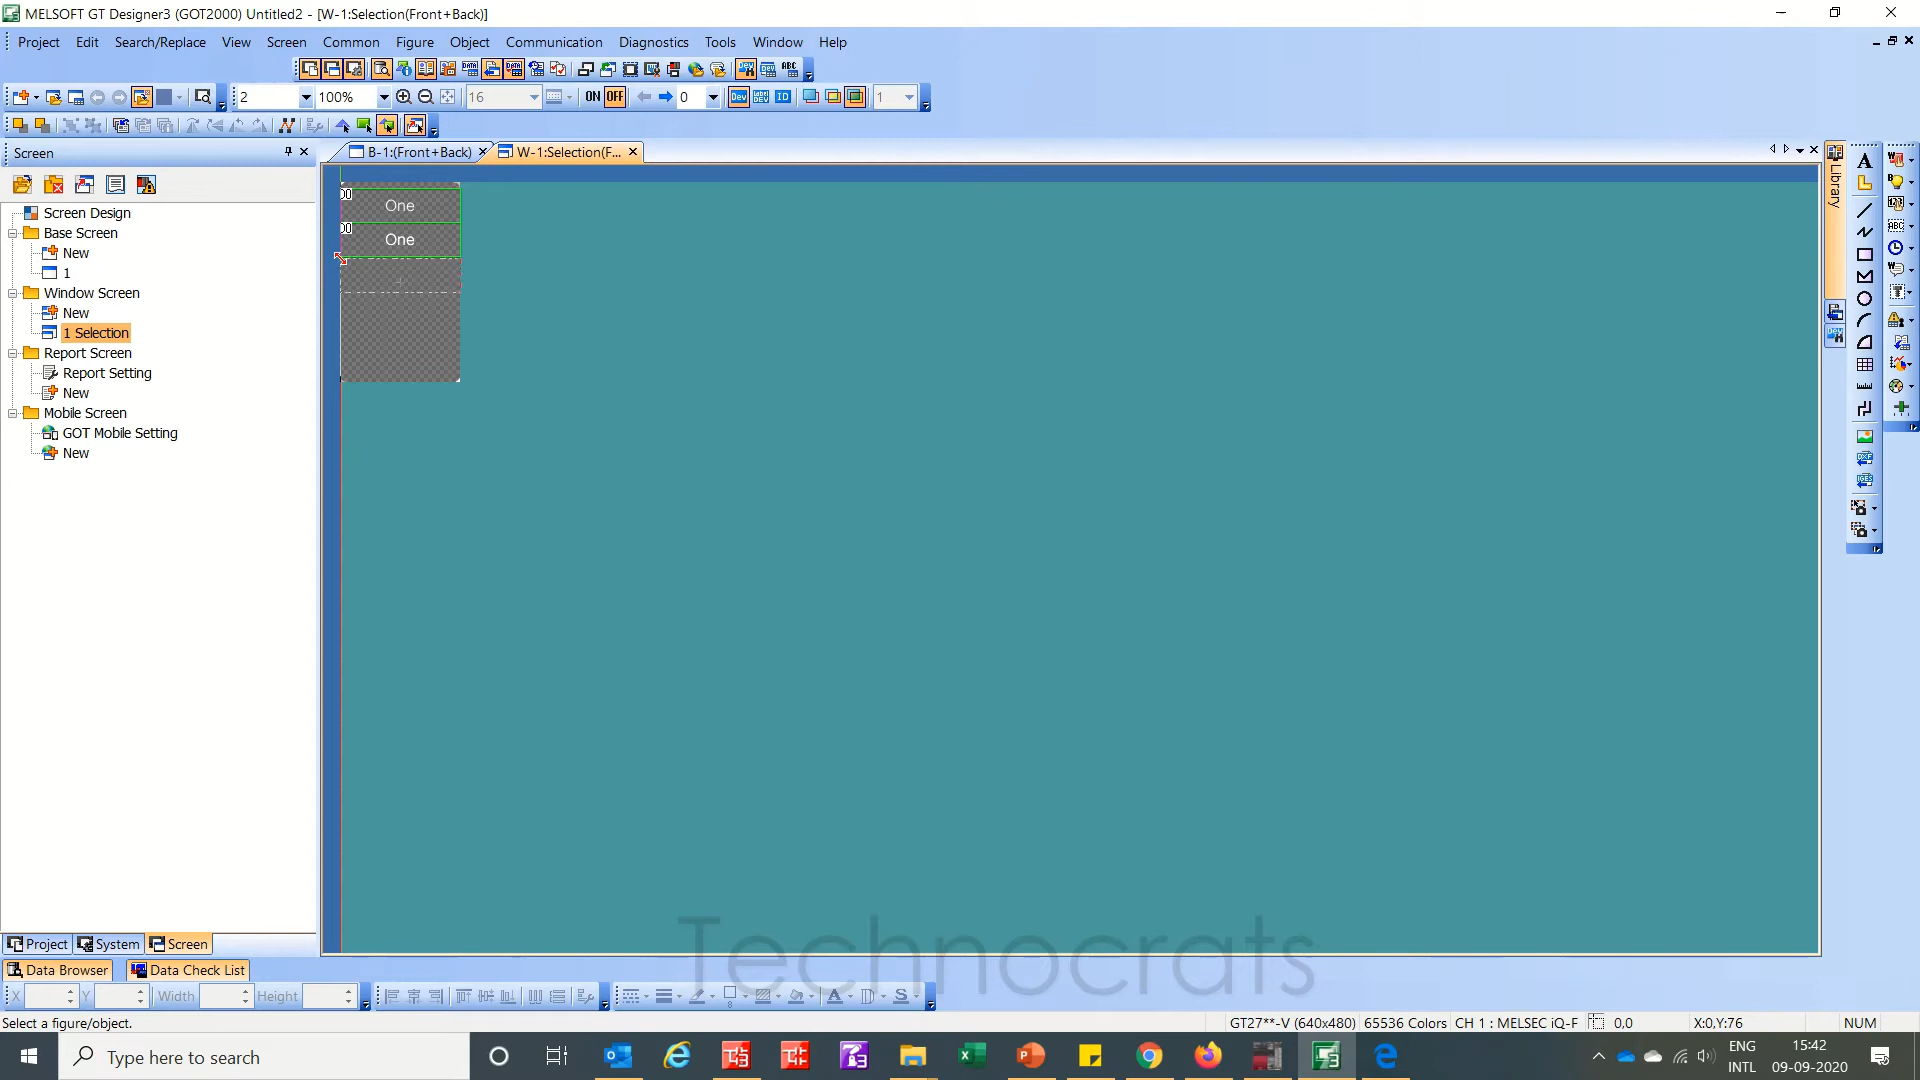 MELSOFT GT Designer3 (GOT2000) Untitled2 - [W-1:Selection(Front+Back)]
Project Edit Search/Replace View Screen Common Figure Object Communication Diagnostics Tools Window Help
2 100% 16 ON OFF 0 Dev ID 1
Screen
B-1:(Front+Back) W-1:Selection(F...
Library
One
One
Screen Design
Base Screen
New
1
Window Screen
New
1 Selection
Report Screen
Report Setting
New
Mobile Screen
GOT Mobile Setting
New
Project System Screen
Data Browser Data Check List
X Y Width Height
Technocrats
Select a figure/object.
GT27**-V (640x480) 65536 Colors CH 1 : MELSEC iQ-F 0,0 X:0,Y:76 NUM
Type here to search
ENG
INTL
15:42
09-09-2020